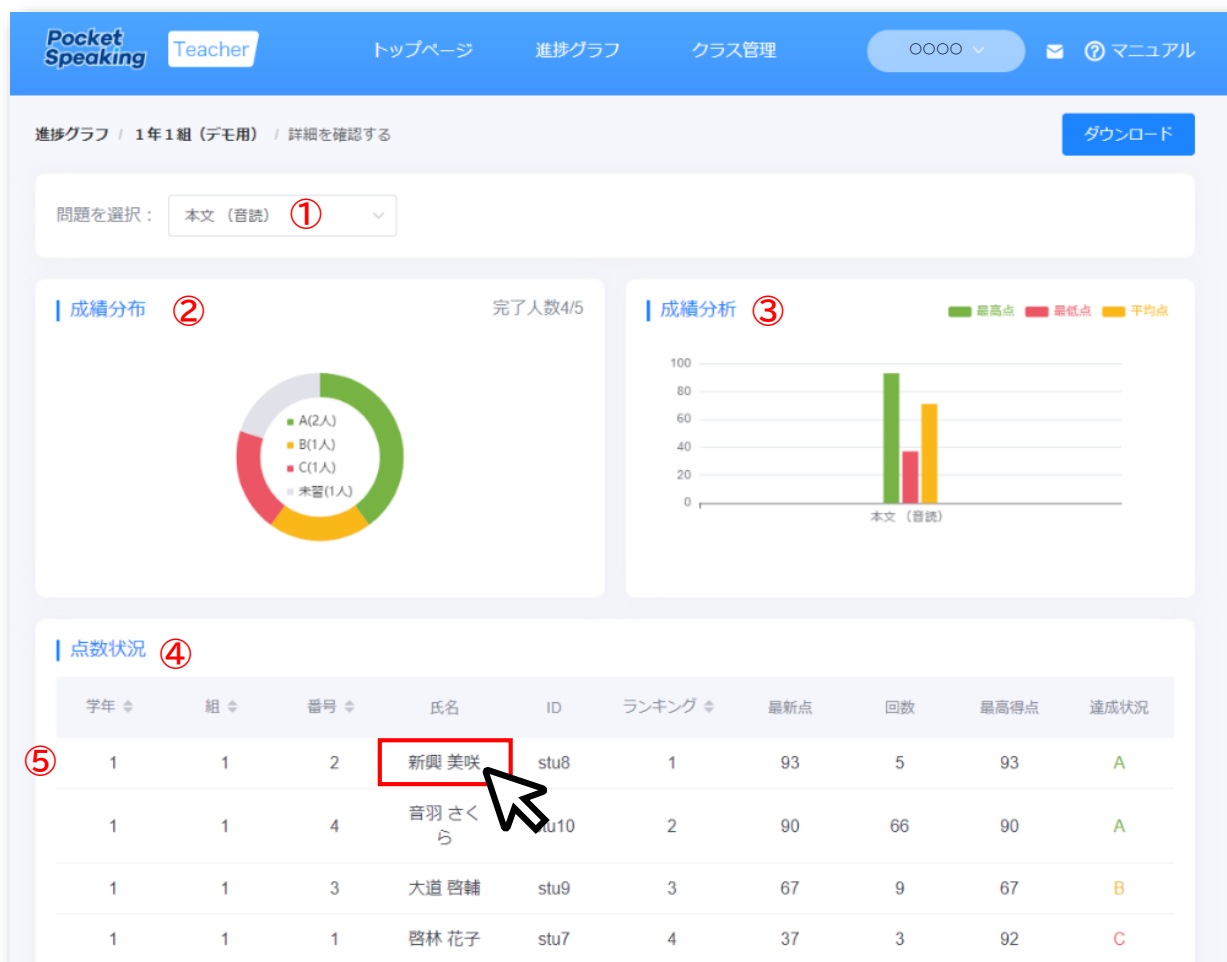 Pocket Speaking Teacher トップページ 進捗グラフ クラス管理 ○○○○ マニュアル
進捗グラフ / 1年1組（デモ用） / 詳細を確認する ダウンロード
問題を選択： 本文 （音読） ①
成績分布 ② 完了人数4/5
A(2人)
B(1人)
C(1人)
未習(1人)
成績分析 ③ 最高点 最低点 平均点
100
80
60
40
20
0
本文 （音読）
点数状況 ④
学年 組 番号 氏名 ID ランキング 最新点 回数 最高得点 達成状況
⑤ 1 1 2 新興 美咲 stu8 1 93 5 93 A
1 1 4 音羽 さくら 2 90 66 90 A
1 1 3 大道 啓輔 stu9 3 67 9 67 B
1 1 1 啓林 花子 stu7 4 37 3 92 C